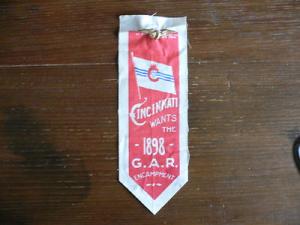 C
CINCINNATI
WANTS
THE
- 1898 -
G.A.R.
ENCAMPMENT